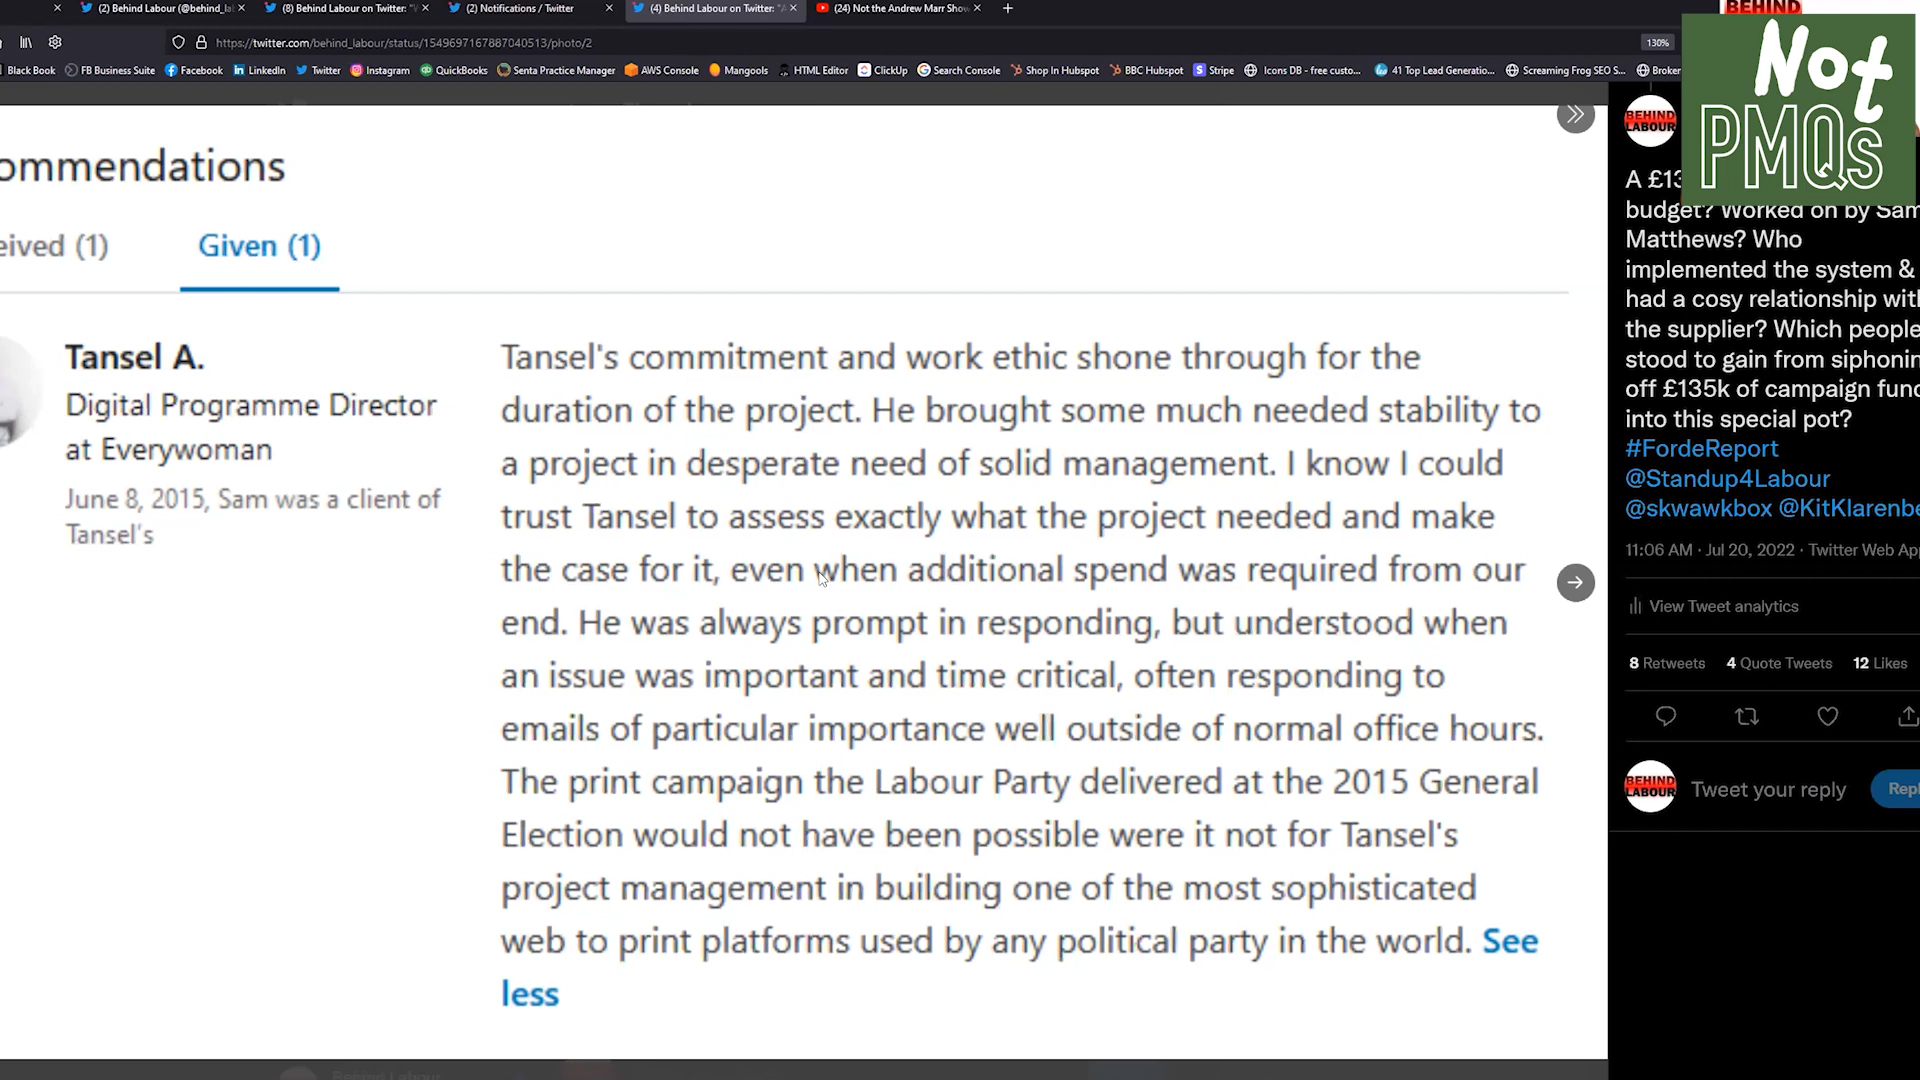 (2) Behind Labour (@behind_la
(8) Behind Labour on Twitter: "W
(2) Notifications / Twitter
(4) Behind Labour on Twitter: "A
(24) Not the Andrew Marr Show
BEHIND
https://twitter.com/behind_labour/status/1549697167887040513/photo/2
130%
Black Book
FB Business Suite
Facebook
LinkedIn
Twitter
Instagram
QuickBooks
Senta Practice Manager
AWS Console
Mangools
HTML Editor
ClickUp
Search Console
Shop In Hubspot
BBC Hubspot
Stripe
Icons DB - free custo...
41 Top Lead Generatio...
Screaming Frog SEO S...
Broker
Not
PMQs
ommendations
eived (1)
Given (1)
Tansel A.
Digital Programme Director
at Everywoman
June 8, 2015, Sam was a client of
Tansel's
Tansel's commitment and work ethic shone through for the
duration of the project. He brought some much needed stability to
a project in desperate need of solid management. I know I could
trust Tansel to assess exactly what the project needed and make
the case for it, even when additional spend was required from our
end. He was always prompt in responding, but understood when
an issue was important and time critical, often responding to
emails of particular importance well outside of normal office hours.
The print campaign the Labour Party delivered at the 2015 General
Election would not have been possible were it not for Tansel's
project management in building one of the most sophisticated
web to print platforms used by any political party in the world. See
less
BEHIND
LABOUR
A £13
budget? Worked on by Sam
Matthews? Who
implemented the system &
had a cosy relationship with
the supplier? Which people
stood to gain from siphonin
off £135k of campaign fund
into this special pot?
#FordeReport
@Standup4Labour
@skwawkbox @KitKlarenbe
11:06 AM · Jul 20, 2022 · Twitter Web App
View Tweet analytics
8 Retweets 4 Quote Tweets 12 Likes
BEHIND
LABOUR
Tweet your reply
Repl
Behind Labour